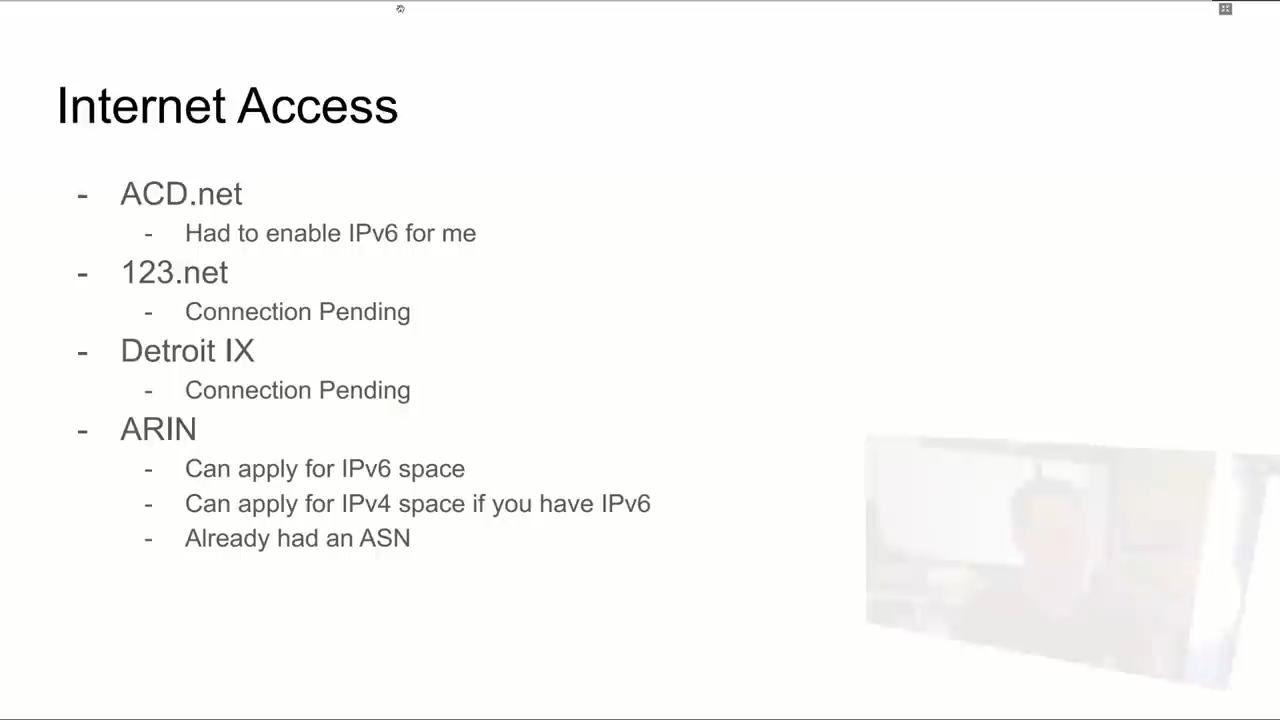 Internet Access
- ACD.net
- Had to enable IPv6 for me
- 123.net
- Connection Pending
- Detroit IX
- Connection Pending
- ARIN
- Can apply for IPv6 space
- Can apply for IPv4 space if you have IPv6
- Already had an ASN